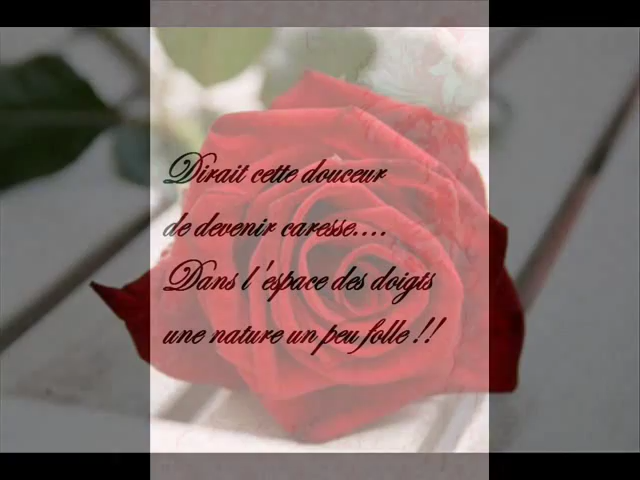 Dirait cette douceur
de devenir caresse....
Dans l'espace des doigts
une nature un peu folle !!